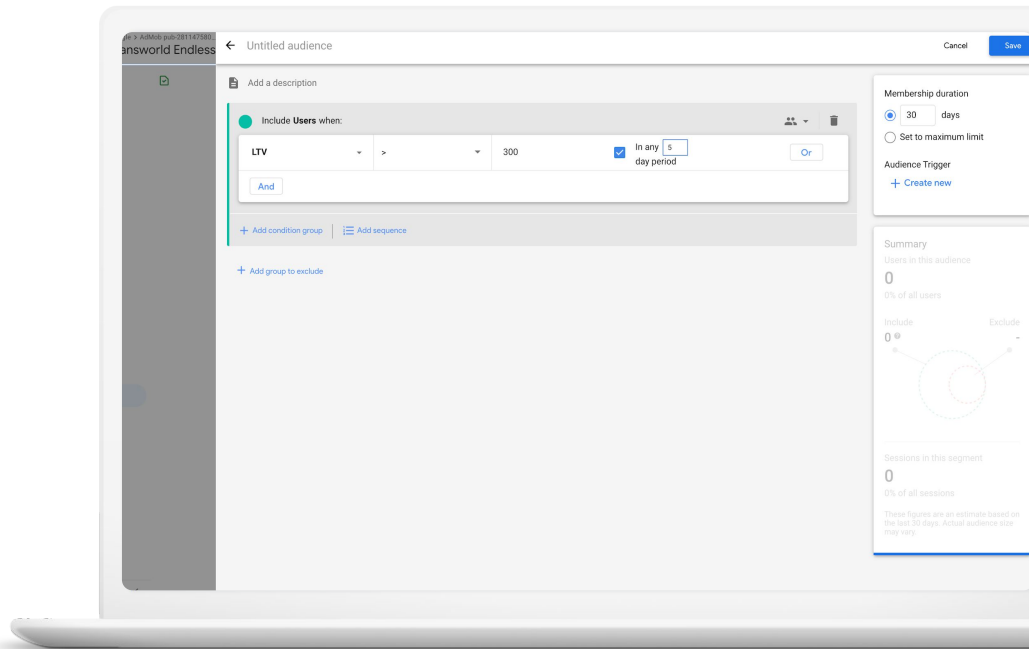 AdMob pub-281147580...
answorld Endless
Untitled audience
Cancel
Save
Add a description
Include Users when:
LTV
>
300
In any 5
day period
Or
And
Add condition group
Add sequence
Add group to exclude
Membership duration
30 days
Set to maximum limit
Audience Trigger
Create new
Summary
Users in this audience
0
0% of all users
Include Exclude
0 -
Sessions in this segment
0
0% of all sessions
These figures are an estimate based on
the last 30 days. Actual audience size
may vary.